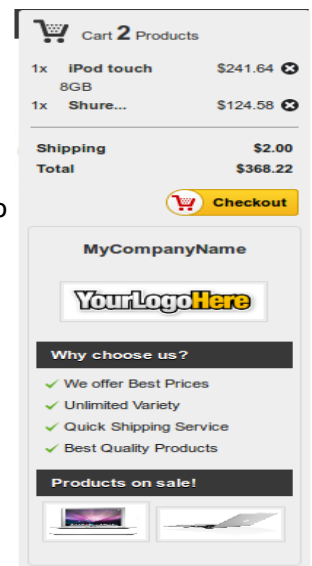 Cart 2 Products
1x iPod touch $241.64
8GB
1x Shure... $124.58
Shipping $2.00
Total $368.22
Checkout
MyCompanyName
YourLogoHere
Why choose us?
We offer Best Prices
Unlimited Variety
Quick Shipping Service
Best Quality Products
Products on sale!